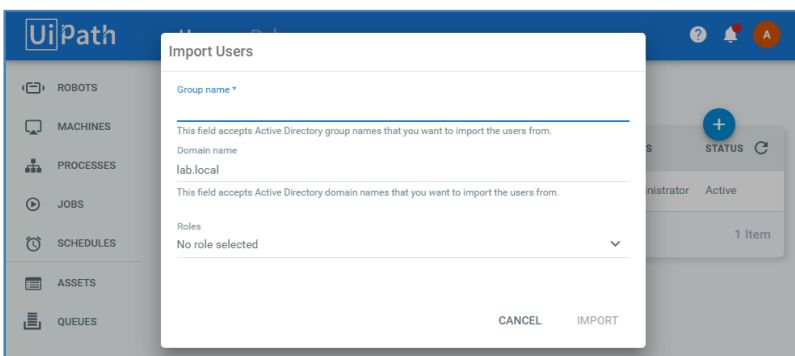 UiPath
Import Users
A
ROBOTS
Group name *
MACHINES
This field accepts Active Directory group names that you want to import the users from.
S STATUS
Domain name
PROCESSES
lab.local
This field accepts Active Directory domain names that you want to import the users from.
nistrator Active
JOBS
Roles
1 Item
SCHEDULES
No role selected
ASSETS
CANCEL IMPORT
QUEUES